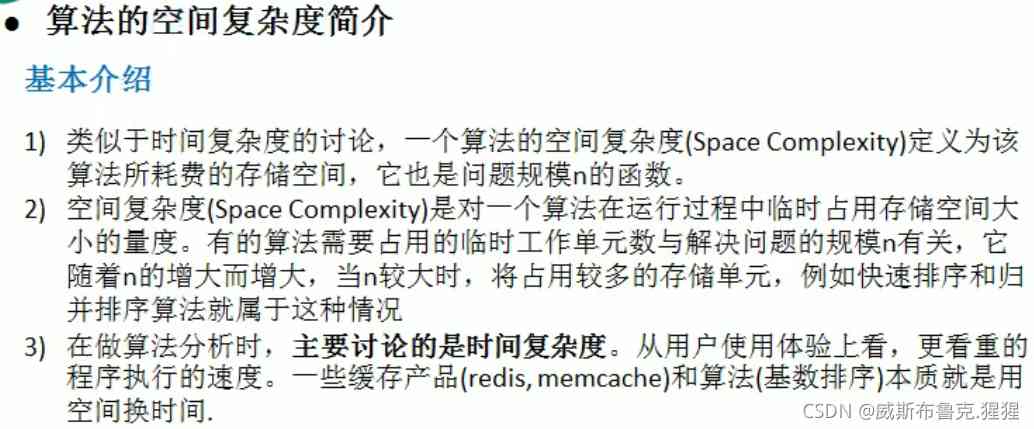 ● 算法的空间复杂度简介
基本介绍
1) 类似于时间复杂度的讨论，一个算法的空间复杂度(Space Complexity)定义为该
算法所耗费的存储空间，它也是问题规模n的函数。
2) 空间复杂度(Space Complexity)是对一个算法在运行过程中临时占用存储空间大
小的量度。有的算法需要占用的临时工作单元数与解决问题的规模n有关，它
随着n的增大而增大，当n较大时，将占用较多的存储单元，例如快速排序和归
并排序算法就属于这种情况
3) 在做算法分析时，主要讨论的是时间复杂度。从用户使用体验上看，更看重的
程序执行的速度。一些缓存产品(redis, memcache)和算法(基数排序)本质就是用
空间换时间.
CSDN @威斯布鲁克.猩猩